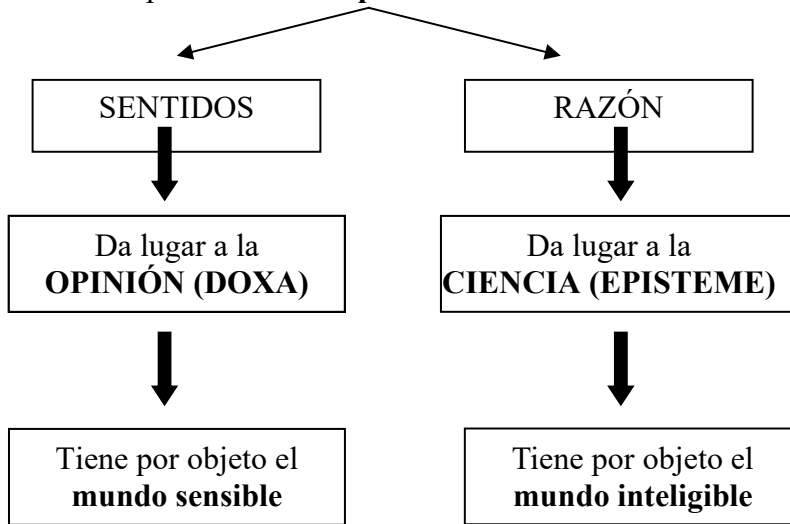 SENTIDOS
RAZÓN
Da lugar a la
OPINIÓN (DOXA)
Da lugar a la
CIENCIA (EPISTEME)
Tiene por objeto el
mundo sensible
Tiene por objeto el
mundo inteligible